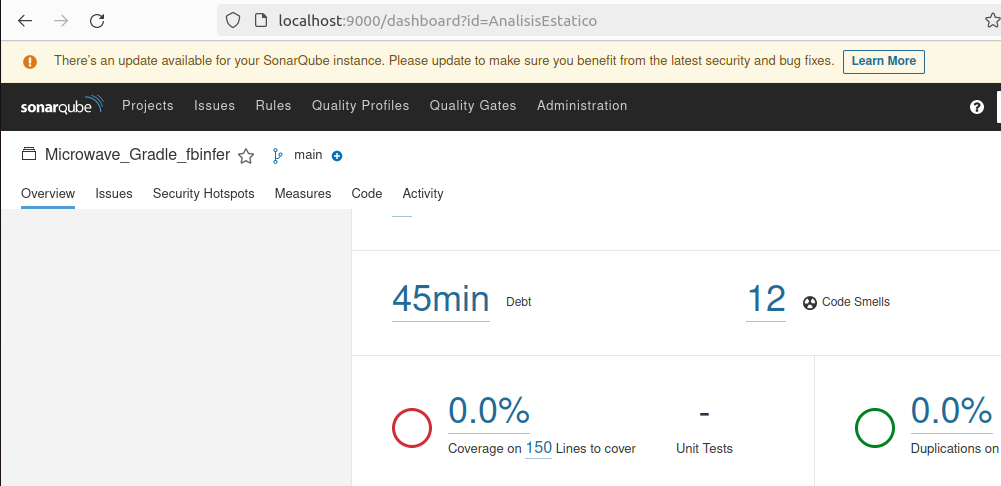 localhost:9000/dashboard?id=AnalisisEstatico
There's an update available for your SonarQube instance. Please update to make sure you benefit from the latest security and bug fixes. Learn More
sonarqube Projects Issues Rules Quality Profiles Quality Gates Administration ?
Microwave_Gradle_fbinfer main
Overview Issues Security Hotspots Measures Code Activity
45min Debt 12 Code Smells
0.0% - 0.0%
Coverage on 150 Lines to cover Unit Tests Duplications on